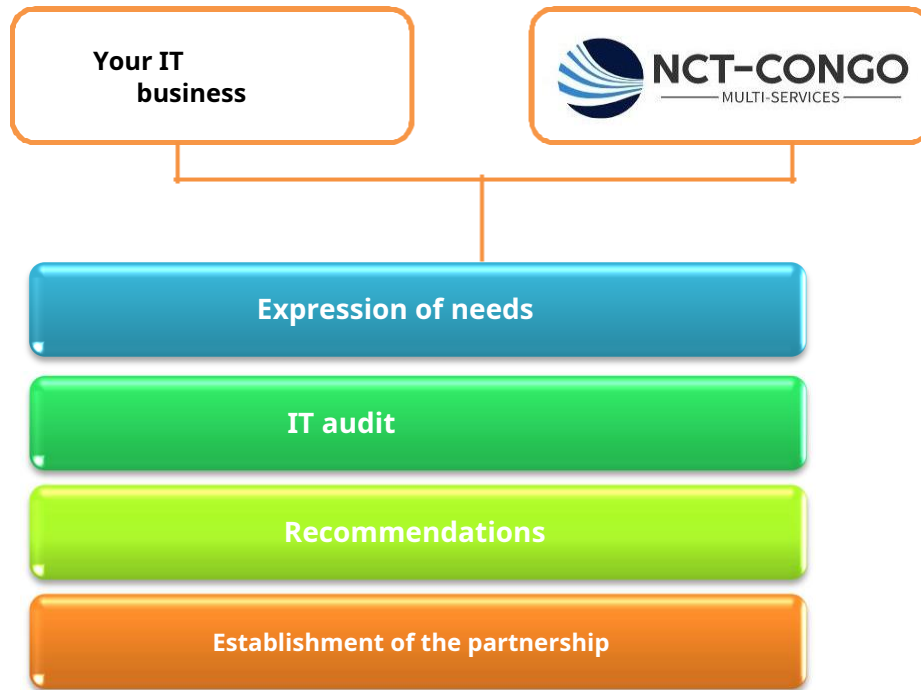 Your IT
business
NCT-CONGO
MULTI-SERVICES
Expression of needs
IT audit
Recommendations
Establishment of the partnership